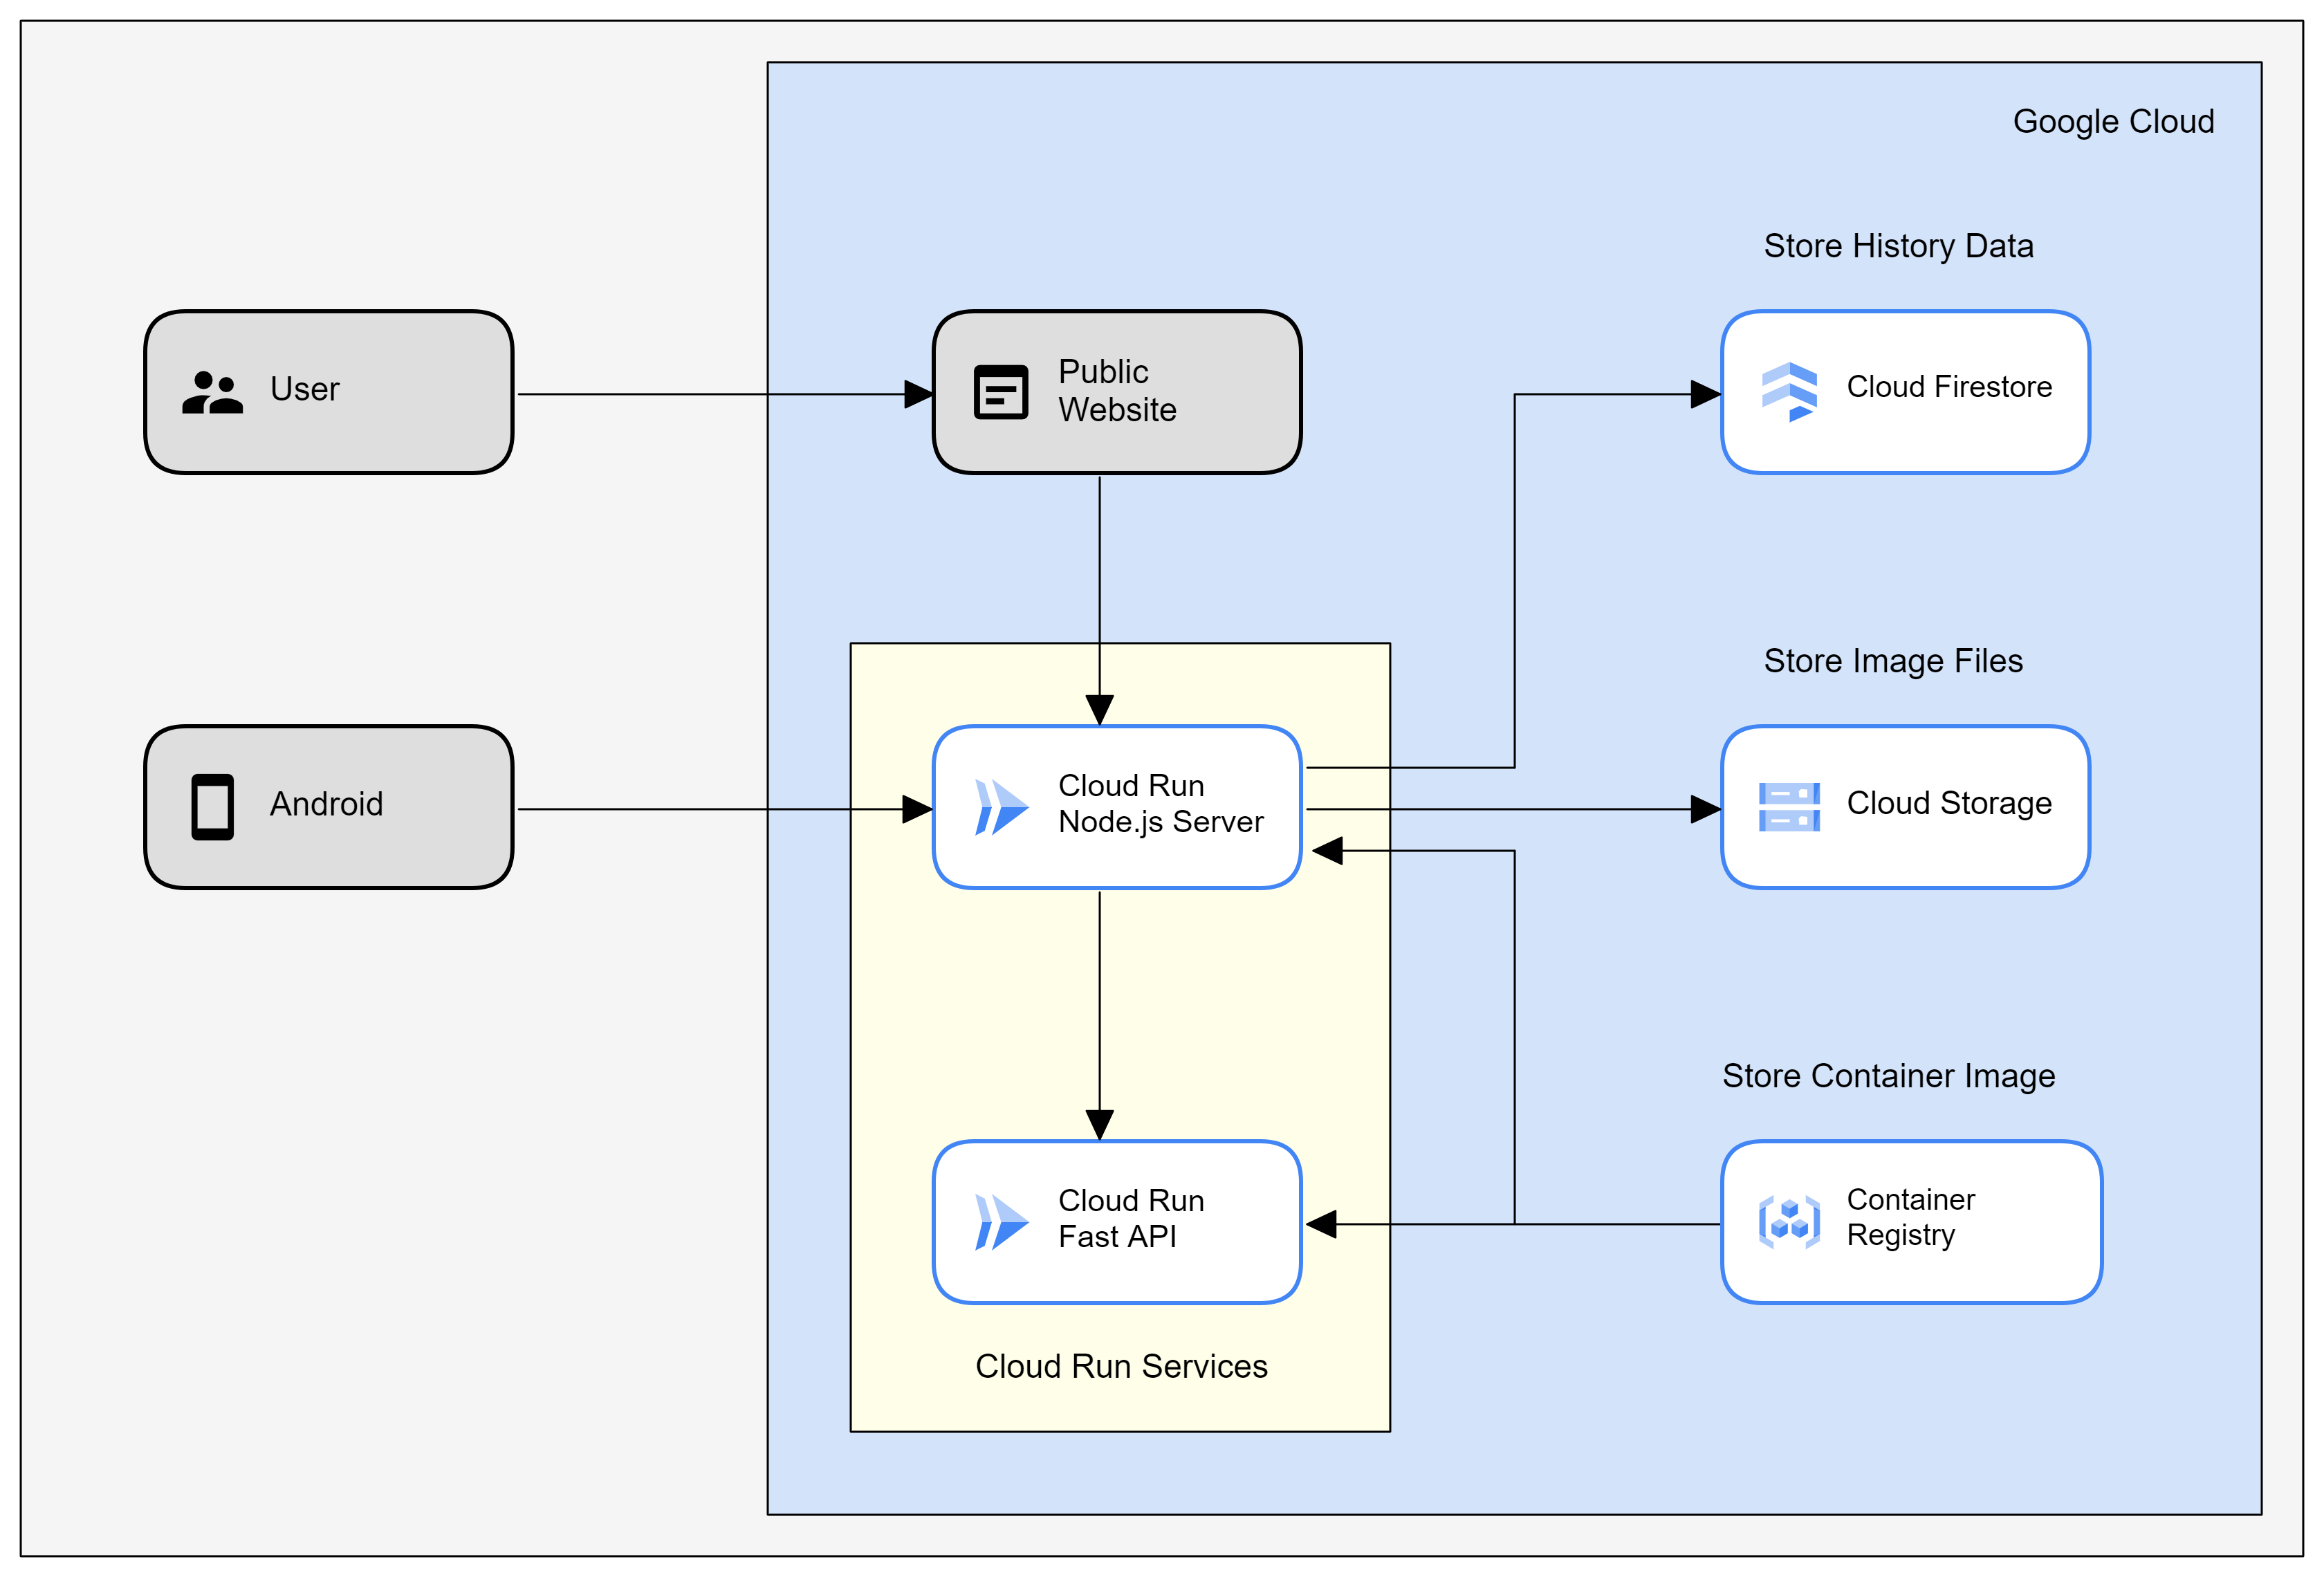 Google Cloud
Store History Data
User
Public
Website
Cloud Firestore
Store Image Files
Android
Cloud Run
Node.js Server
Cloud Storage
Store Container Image
Cloud Run
Fast API
Container
Registry
Cloud Run Services